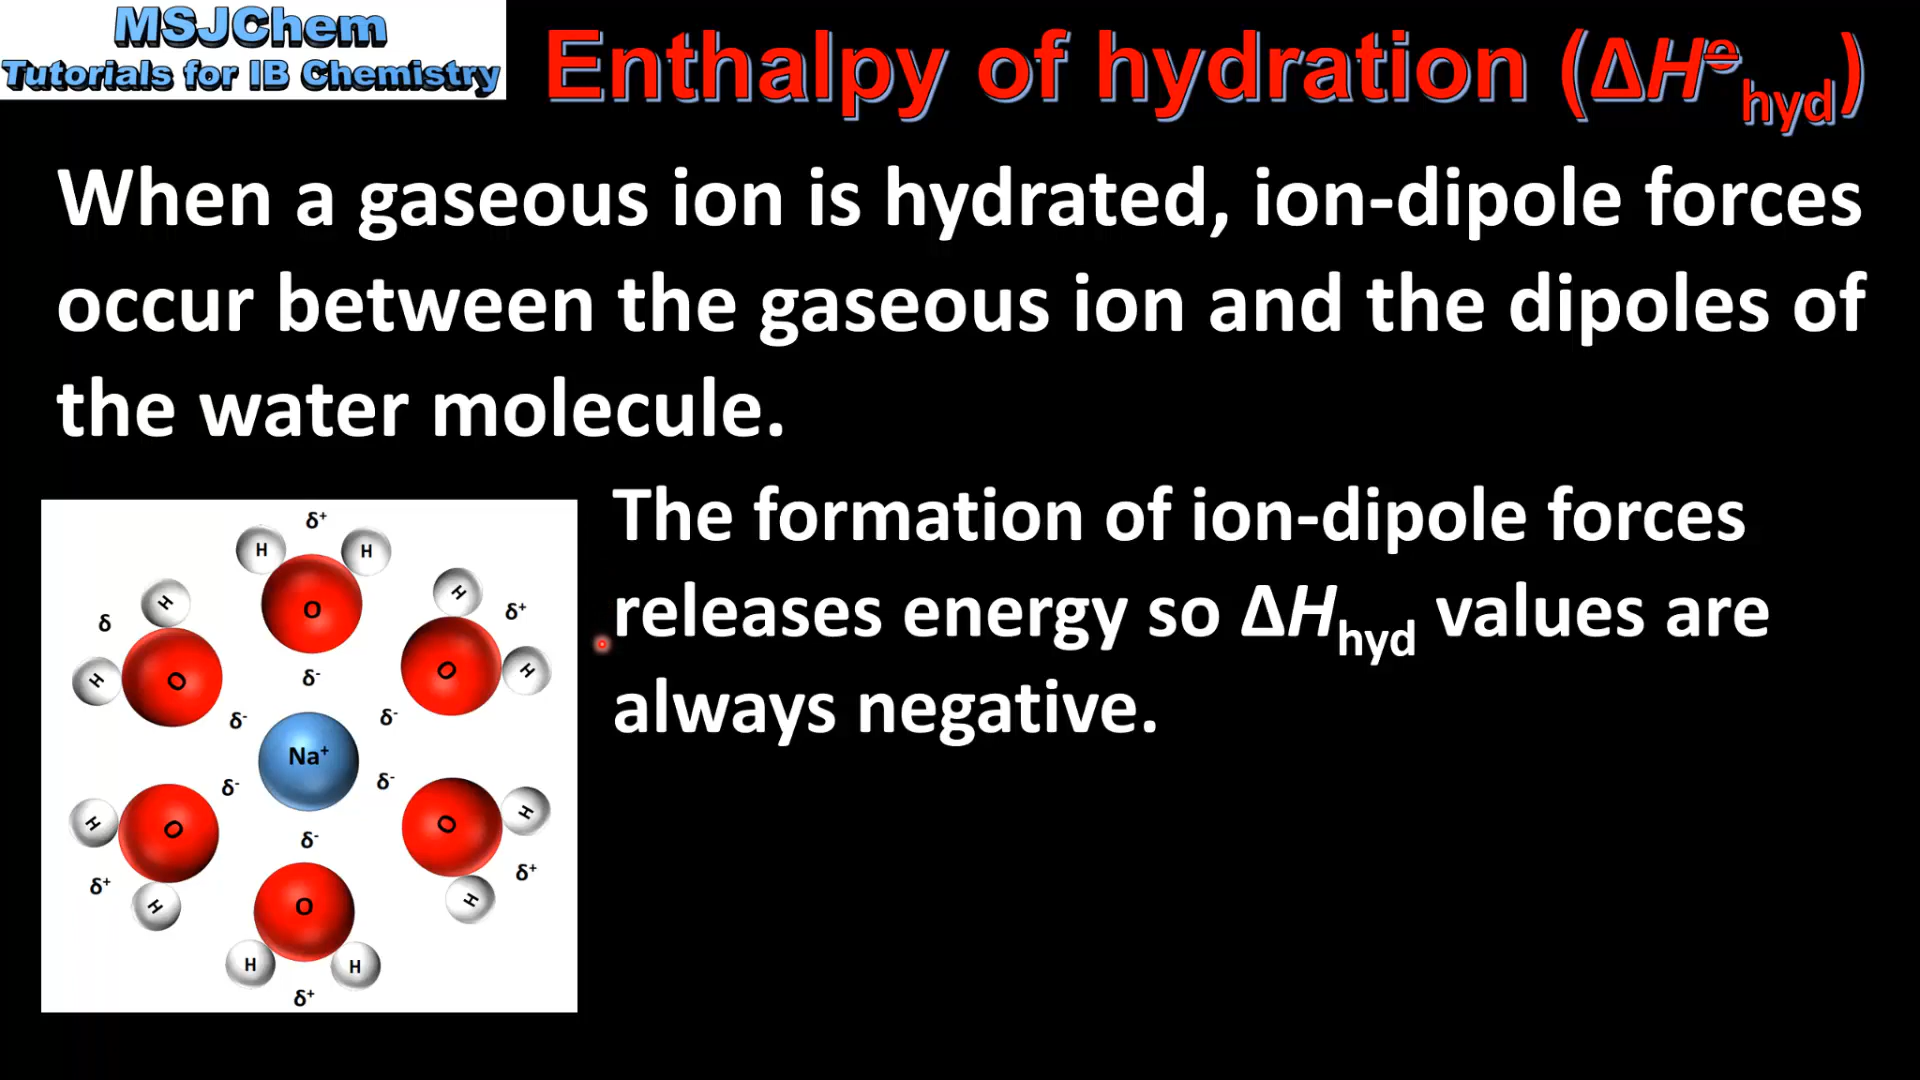 MSJChem
Tutorials for IB Chemistry
Enthalpy of hydration (ΔH⊖hyd)
When a gaseous ion is hydrated, ion-dipole forces
occur between the gaseous ion and the dipoles of
the water molecule.
The formation of ion-dipole forces
releases energy so ΔHhyd values are
always negative.
δ+
H H
O
H
δ
H
O
H
δ+
H
O
δ-
δ-
δ-
Na+
δ-
δ-
H
O
δ+
H
O
H
δ+
H
δ-
O
H H
δ+